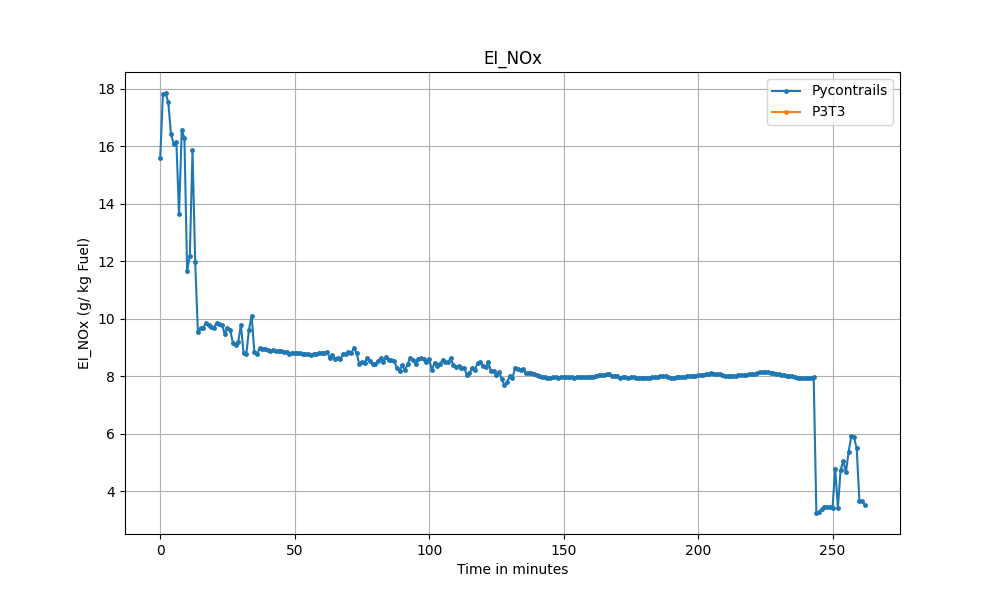 EI_NOx
Pycontrails
P3T3
EI_NOx (g/ kg Fuel)
18
16
14
12
10
8
6
4
0 50 100 150 200 250
Time in minutes